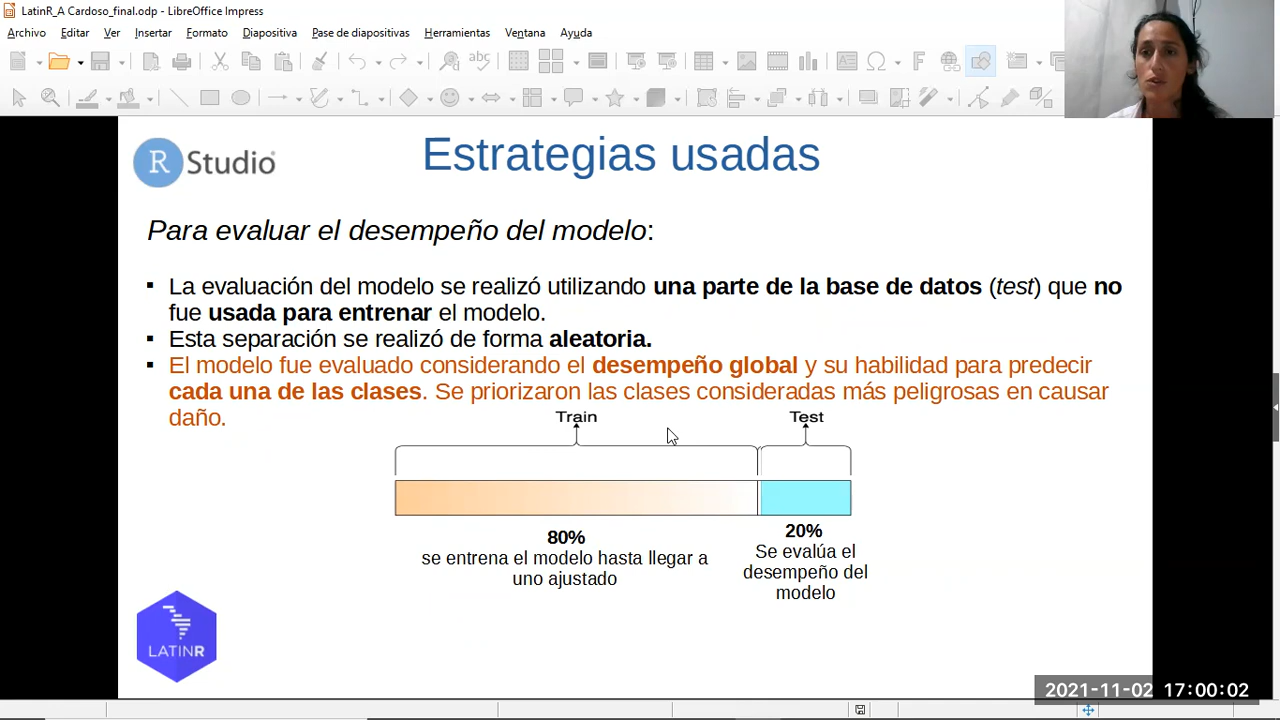 LatinR_A Cardoso_final.odp - LibreOffice Impress
Archivo Editar Ver Insertar Formato Diapositiva Pase de diapositivas Herramientas Ventana Ayuda
R Studio
Estrategias usadas
Para evaluar el desempeño del modelo:
▪ La evaluación del modelo se realizó utilizando una parte de la base de datos (test) que no
fue usada para entrenar el modelo.
▪ Esta separación se realizó de forma aleatoria.
▪ El modelo fue evaluado considerando el desempeño global y su habilidad para predecir
cada una de las clases. Se priorizaron las clases consideradas más peligrosas en causar
daño.
Train
Test
80%
se entrena el modelo hasta llegar a
uno ajustado
20%
Se evalúa el
desempeño del
modelo
LATINR
2021-11-02 17:00:02